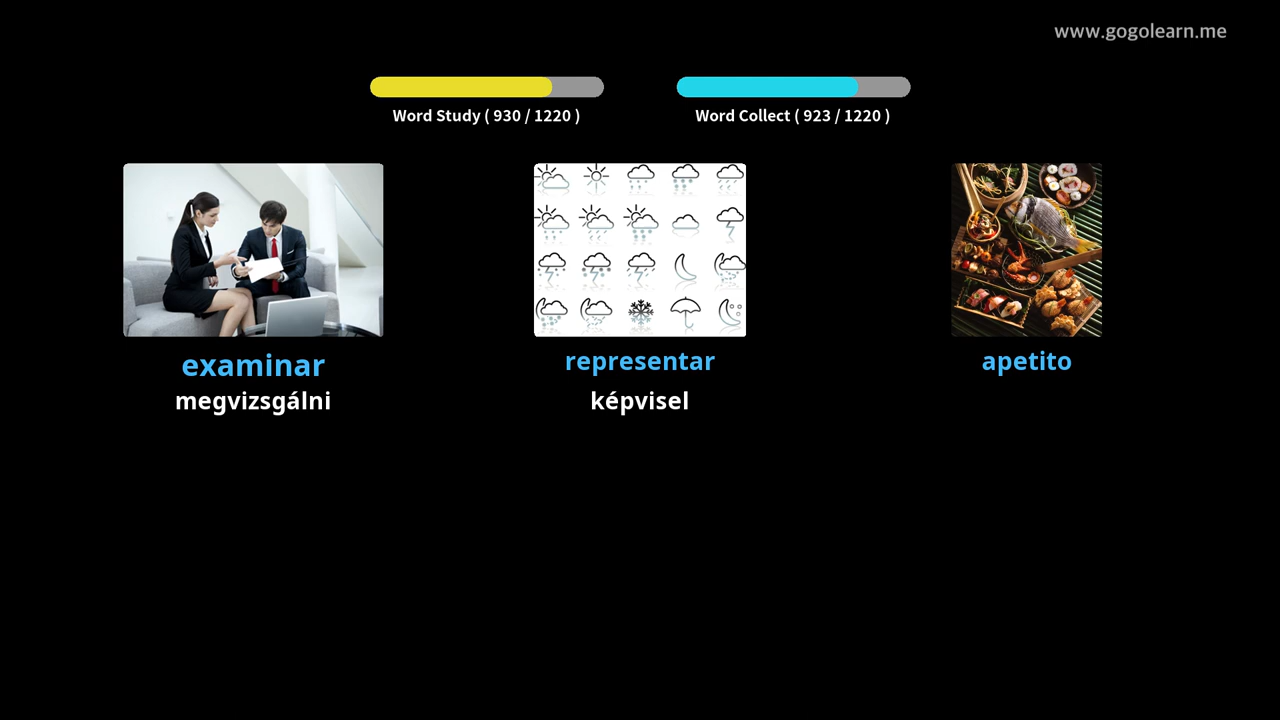 www.gogolearn.me
Word Study ( 930 / 1220 )
Word Collect ( 923 / 1220 )
examinar
megvizsgálni
representar
képvisel
apetito